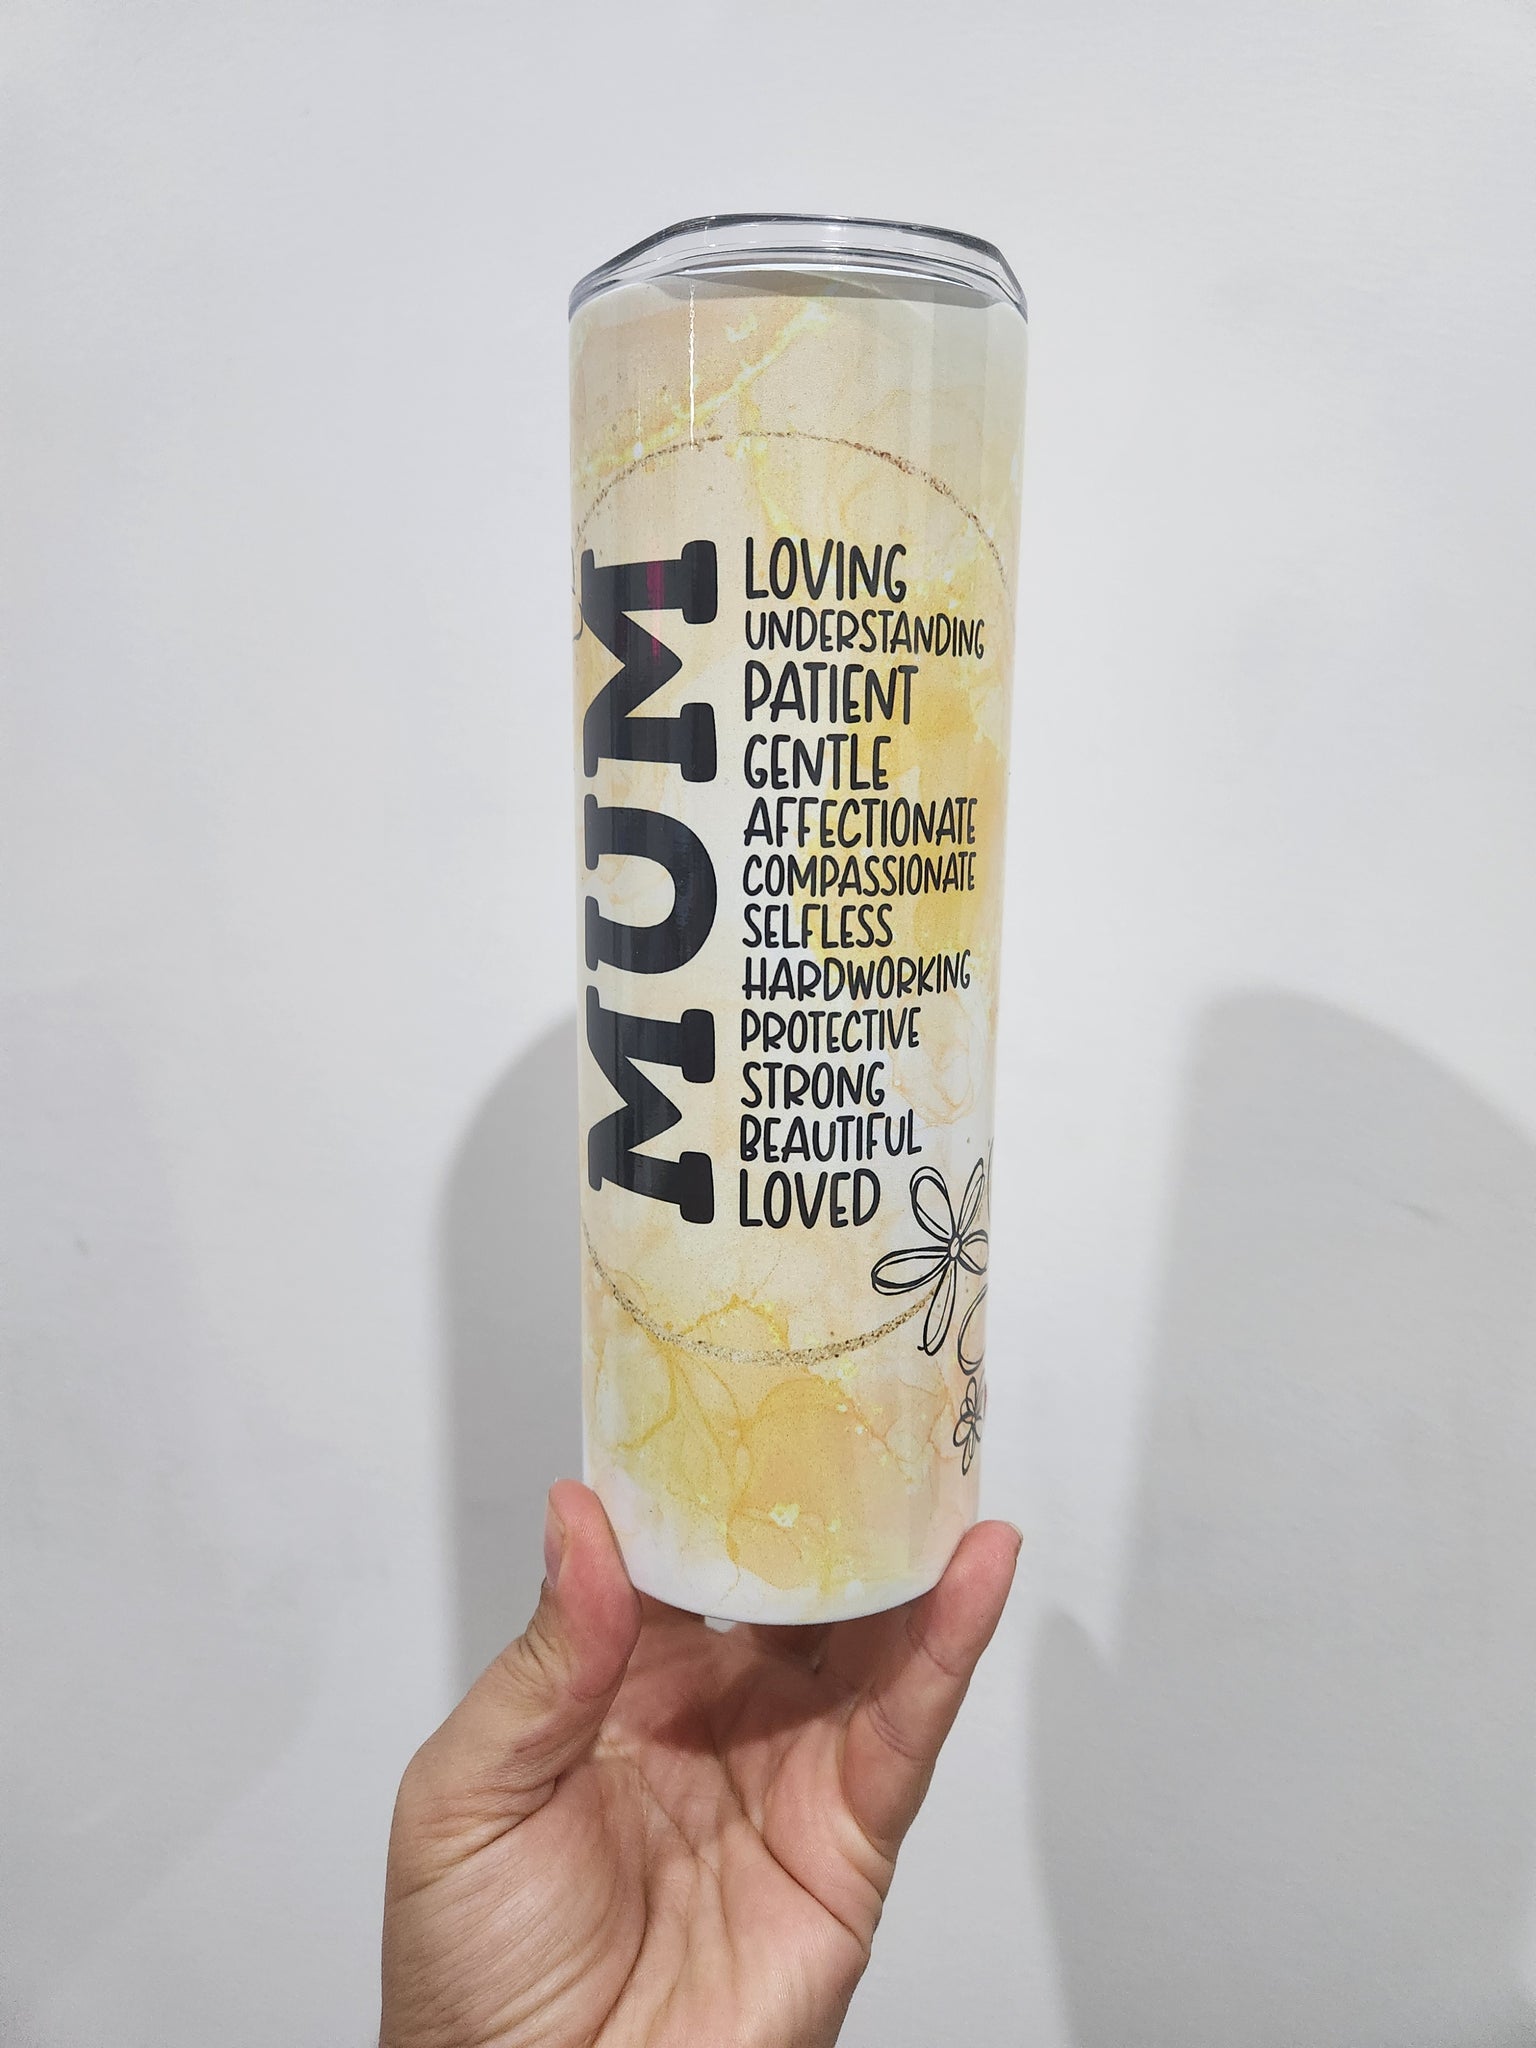 MUM
LOVING
UNDERSTANDING
PATIENT
GENTLE
AFFECTIONATE
COMPASSIONATE
SELFLESS
HARDWORKING
PROTECTIVE
STRONG
BEAUTIFUL
LOVED